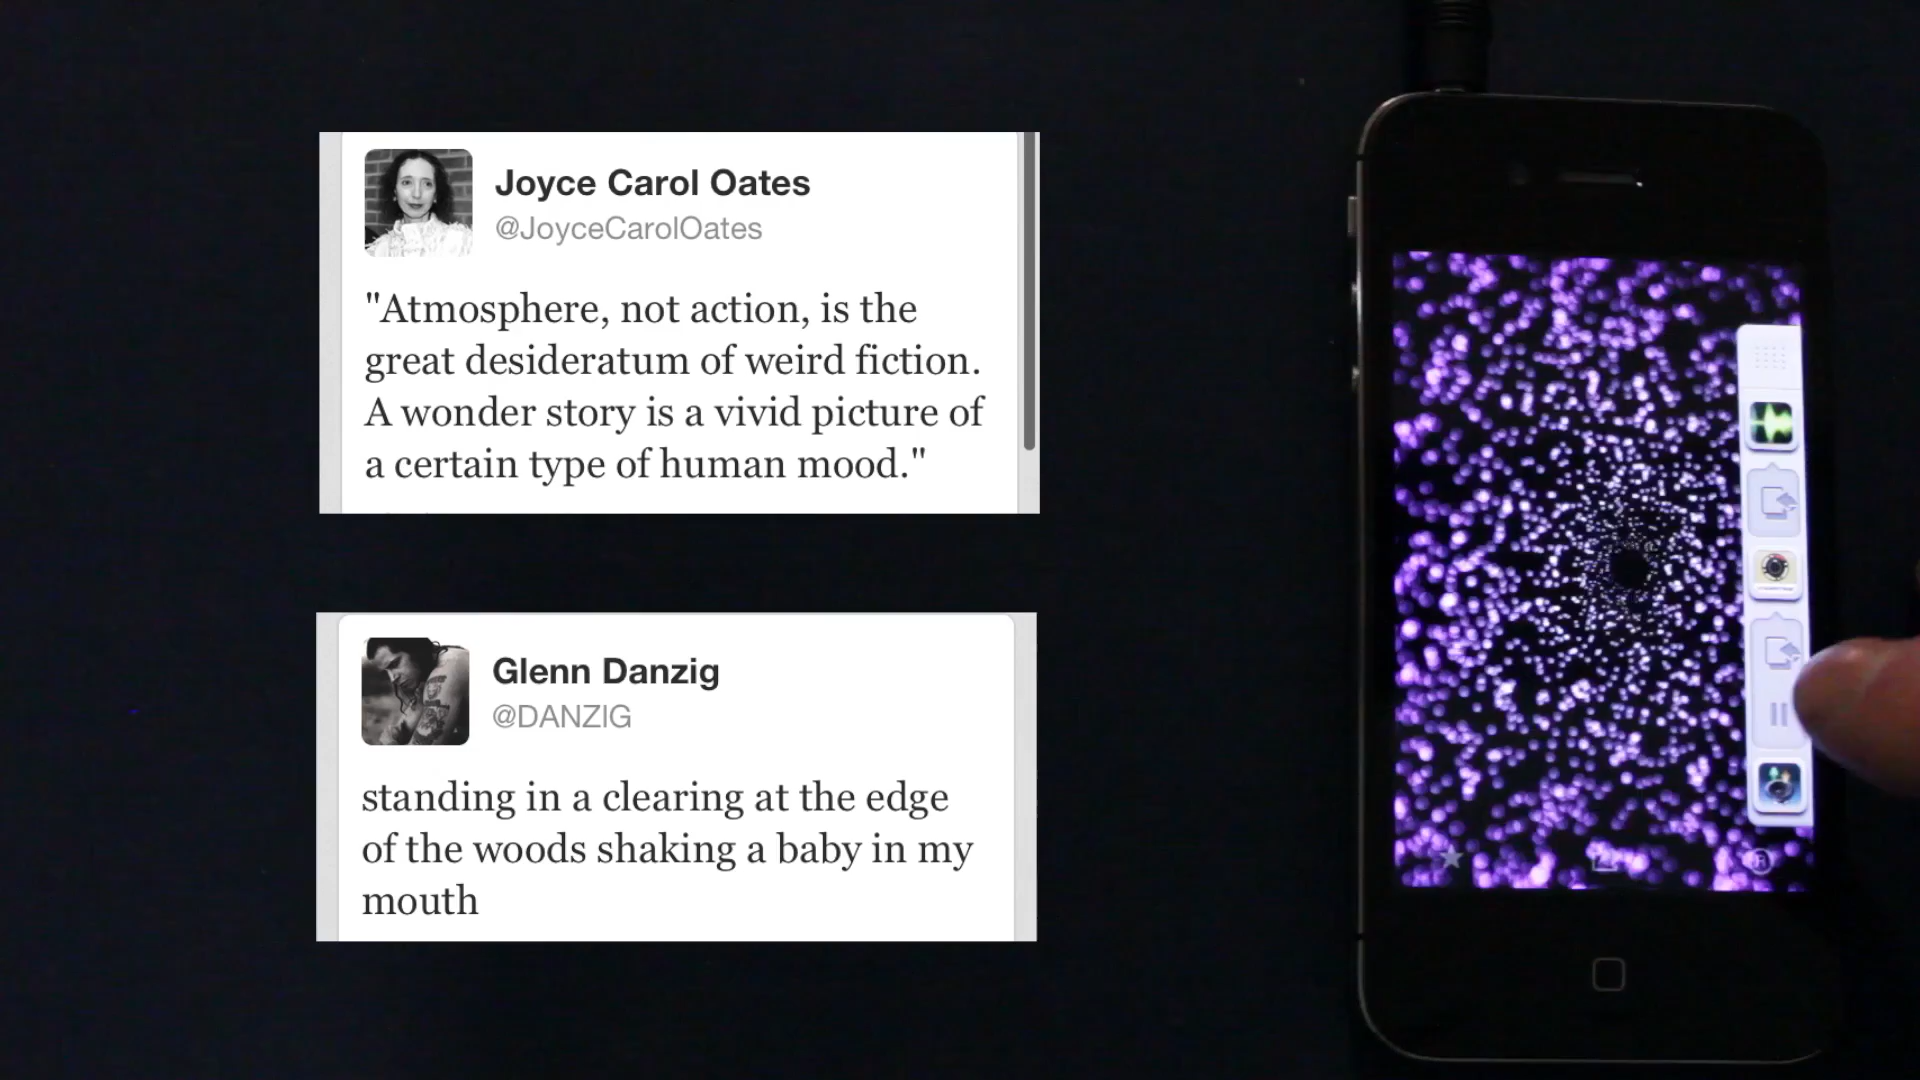 Joyce Carol Oates
@JoyceCarolOates
"Atmosphere, not action, is the
great desideratum of weird fiction.
A wonder story is a vivid picture of
a certain type of human mood."
Glenn Danzig
@DANZIG
standing in a clearing at the edge
of the woods shaking a baby in my
mouth